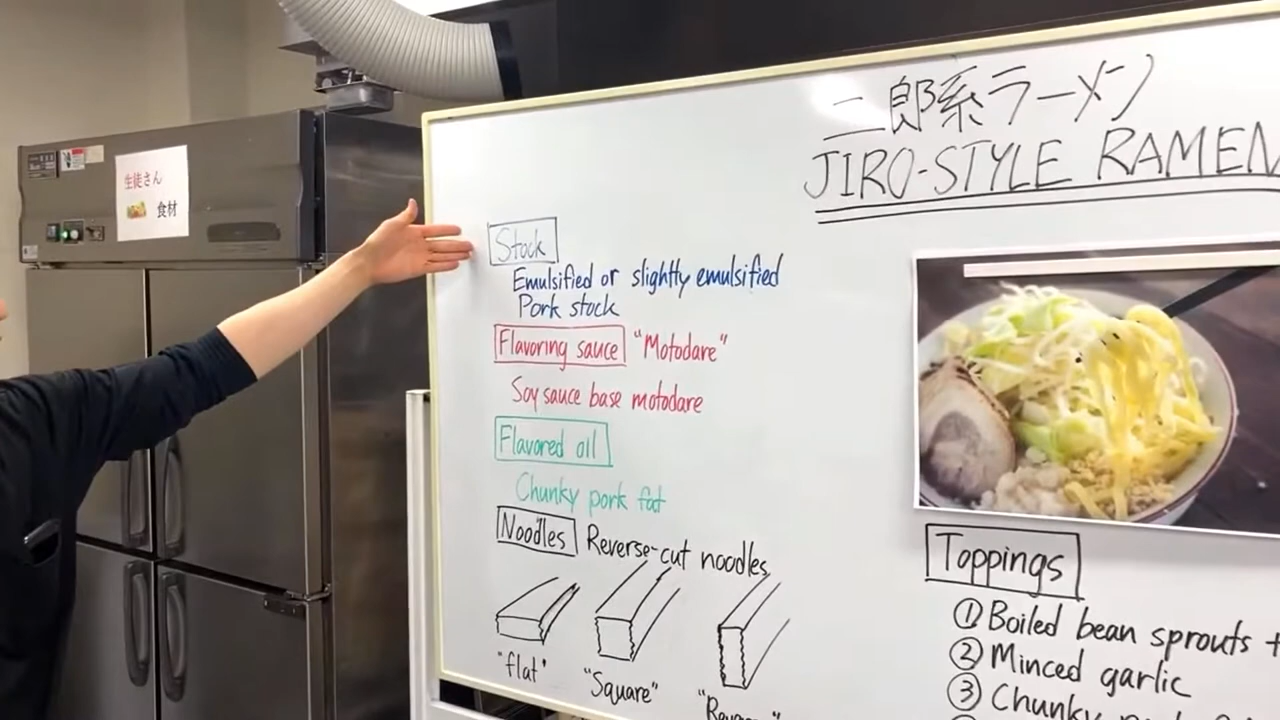 生徒さん
食材
二郎系ラーメン
JIRO-STYLE RAMEN
Stock
Emulsified or slightly emulsified
Pork stock
Flavoring sauce "Motodare"
Soy sauce base motodare
Flavored oil
Chunky pork fat
Noodles Reverse-cut noodles
"flat" "Square"
Toppings
① Boiled bean sprouts +
② Minced garlic
③ Chunky